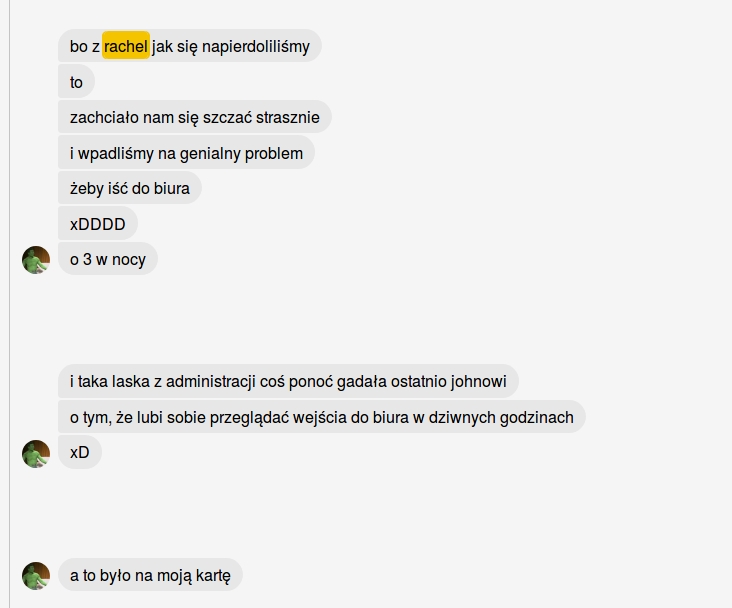 bo z rachel jak się napierdoliliśmy
to
zachciało nam się szczać strasznie
i wpadliśmy na genialny problem
żeby iść do biura
xDDDD
o 3 w nocy
i taka laska z administracji coś ponoć gadała ostatnio johnowi
o tym, że lubi sobie przeglądać wejścia do biura w dziwnych godzinach
xD
a to było na moją kartę